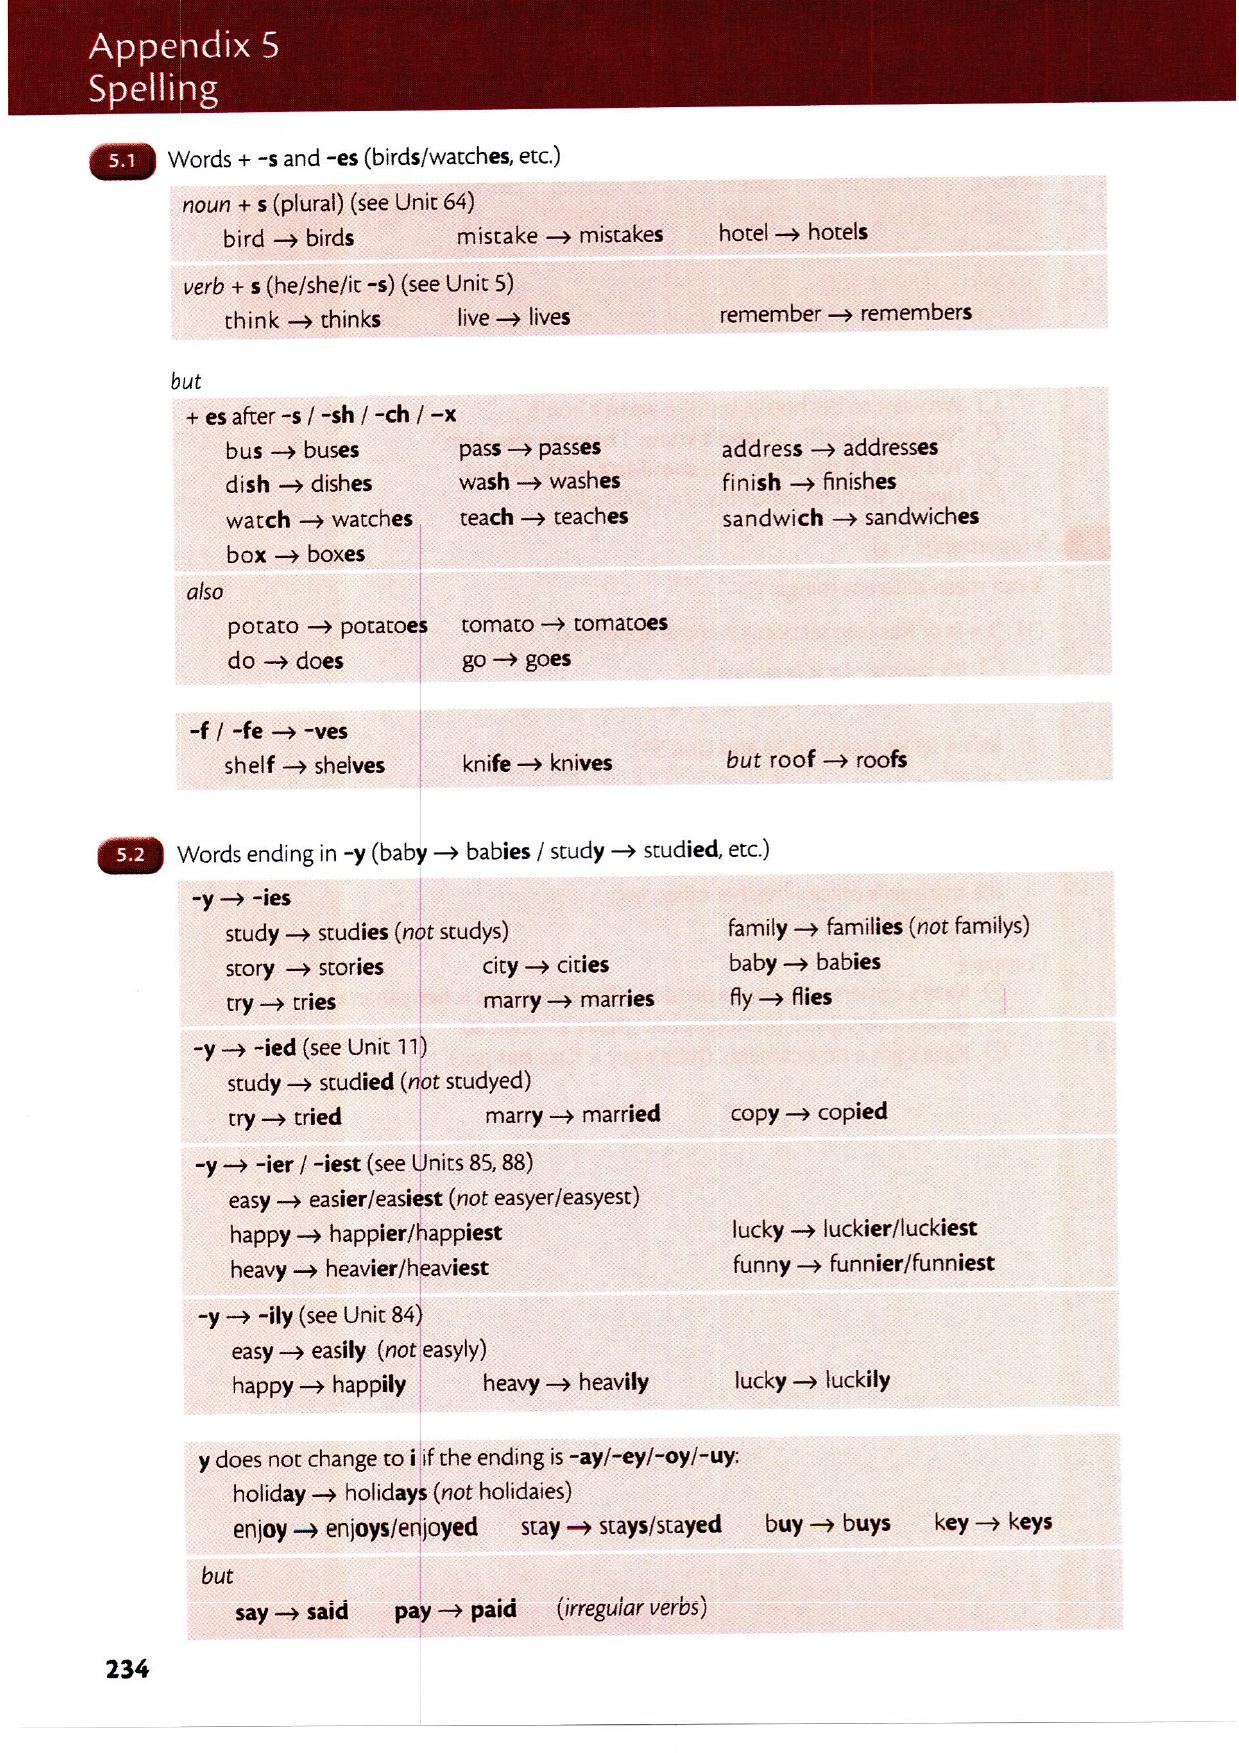 Appendix 5
Spelling
5.1 Words + -s and -es (birds/watches, etc.)
noun + s (plural) (see Unit 64)
bird → birds mistake → mistakes hotel → hotels
verb + s (he/she/it -s) (see Unit 5)
think → thinks live → lives remember → remembers
but
+ es after -s / -sh / -ch / -x
bus → buses pass → passes address → addresses
dish → dishes wash → washes finish → finishes
watch → watches teach → teaches sandwich → sandwiches
box → boxes
also
potato → potatoes tomato → tomatoes
do → does go → goes
-f / -fe → -ves
shelf → shelves knife → knives but roof → roofs
5.2 Words ending in -y (baby → babies / study → studied, etc.)
-y → -ies
study → studies (not studys) family → families (not familys)
story → stories city → cities baby → babies
try → tries marry → marries fly → flies
-y → -ied (see Unit 11)
study → studied (not studyed)
try → tried marry → married copy → copied
-y → -ier / -iest (see Units 85, 88)
easy → easier/easiest (not easyer/easyest)
happy → happier/happiest lucky → luckier/luckiest
heavy → heavier/heaviest funny → funnier/funniest
-y → -ily (see Unit 84)
easy → easily (not easyly)
happy → happily heavy → heavily lucky → luckily
y does not change to i if the ending is -ay/-ey/-oy/-uy:
holiday → holidays (not holidaies)
enjoy → enjoys/enjoyed stay → stays/stayed buy → buys key → keys
but
say → said pay → paid (irregular verbs)
234